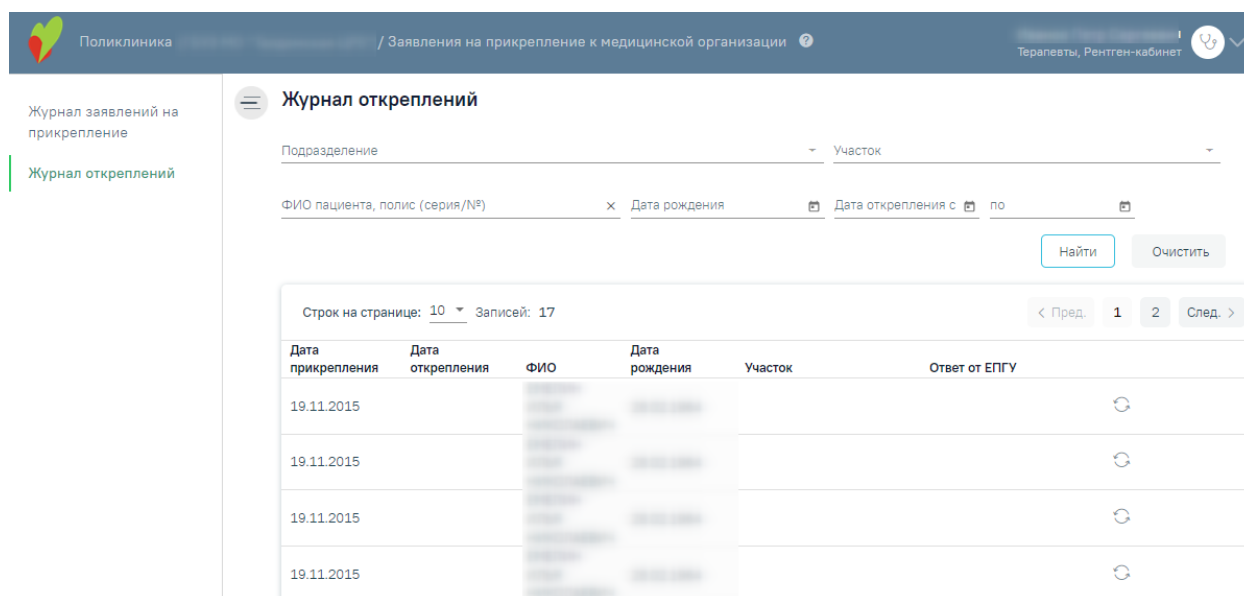 Поликлиника / Заявления на прикрепление к медицинской организации ?
Терапевты, Рентген-кабинет
Журнал заявлений на
прикрепление
Журнал откреплений
Журнал откреплений
Подразделение Участок
ФИО пациента, полис (серия/№) Дата рождения Дата открепления с по
Найти Очистить
Строк на странице: 10 Записей: 17 < Пред. 1 2 След. >
Дата Дата Дата
прикрепления открепления ФИО рождения Участок Ответ от ЕПГУ
19.11.2015
19.11.2015
19.11.2015
19.11.2015